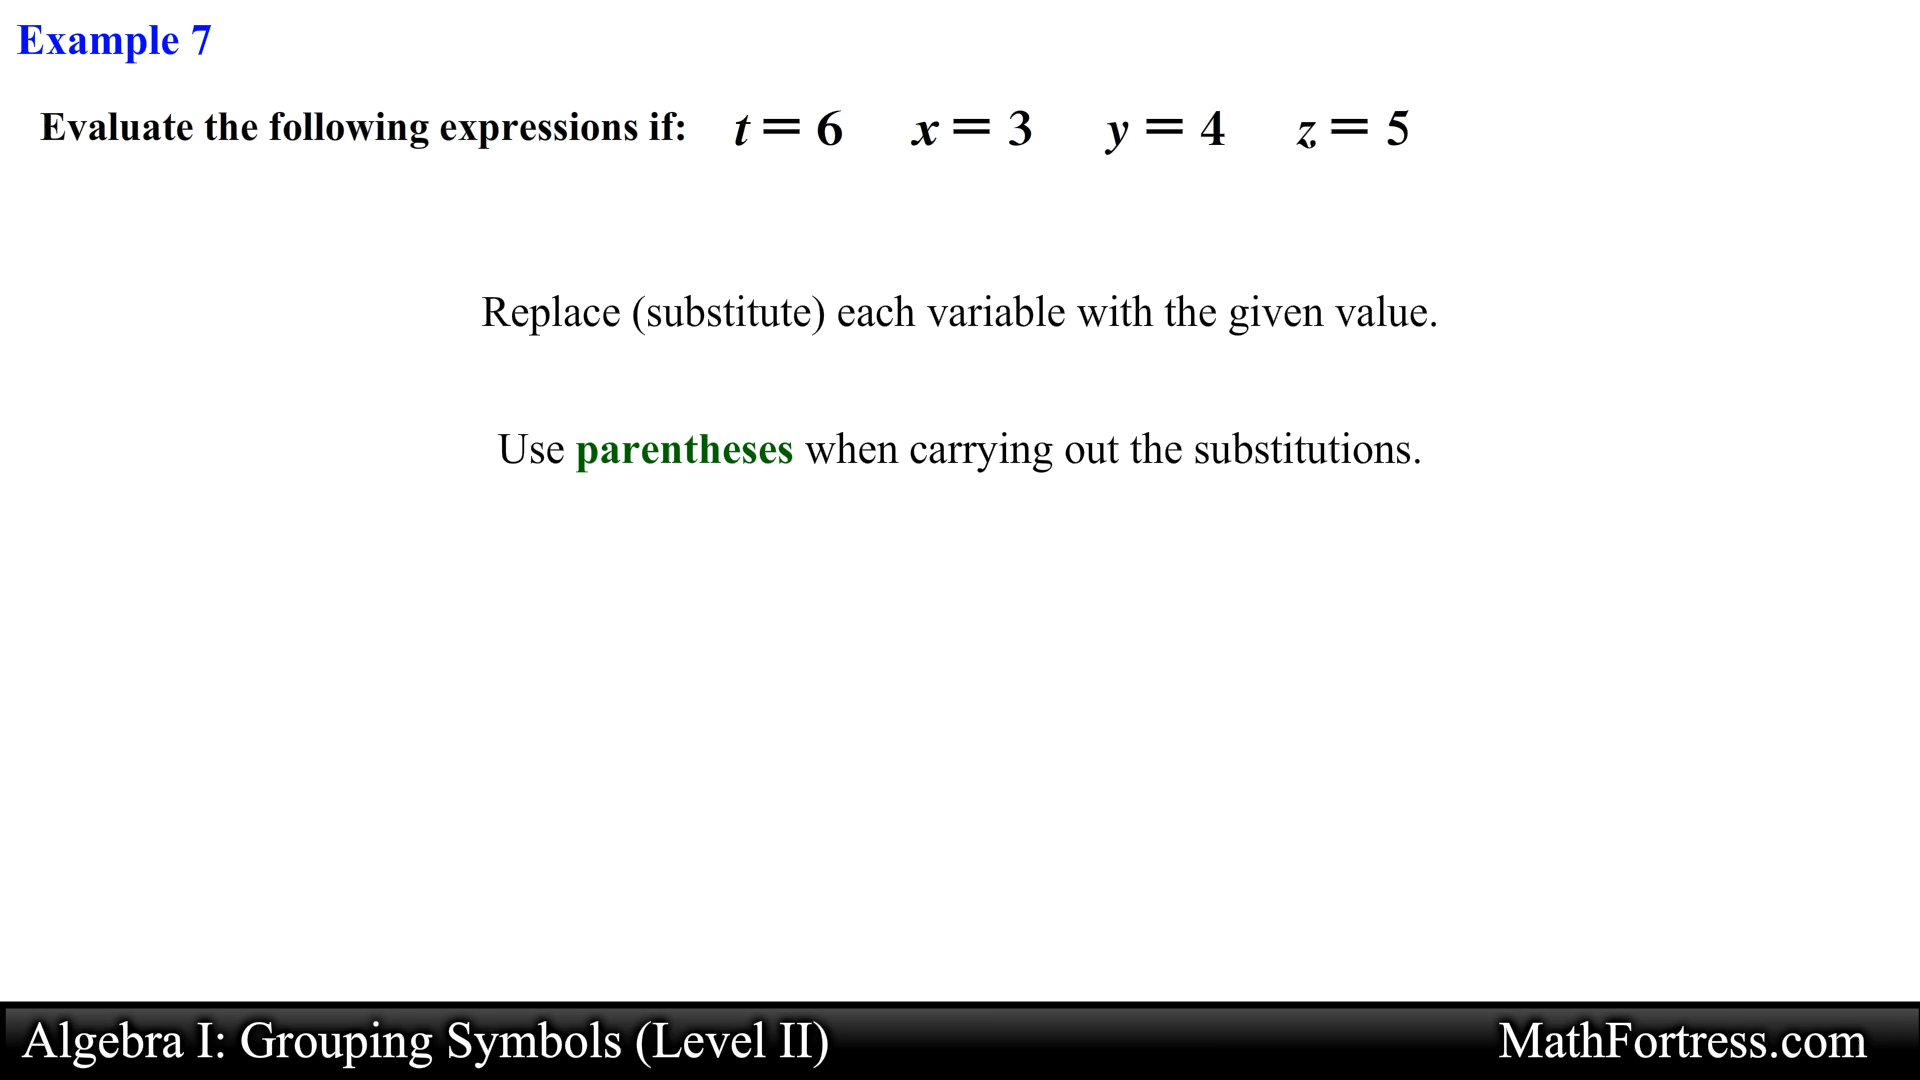 Example 7
Evaluate the following expressions if: t = 6 x = 3 y = 4 z = 5
Replace (substitute) each variable with the given value.
Use parentheses when carrying out the substitutions.
Algebra I: Grouping Symbols (Level II) MathFortress.com